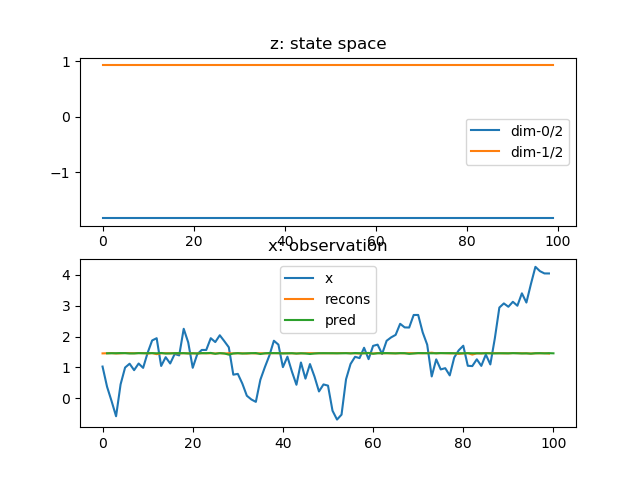 z: state space
1
0
−1
dim-0/2
dim-1/2
0 20 40 60 80 100
x: observation
4
3
2
1
0
x
recons
pred
0 20 40 60 80 100